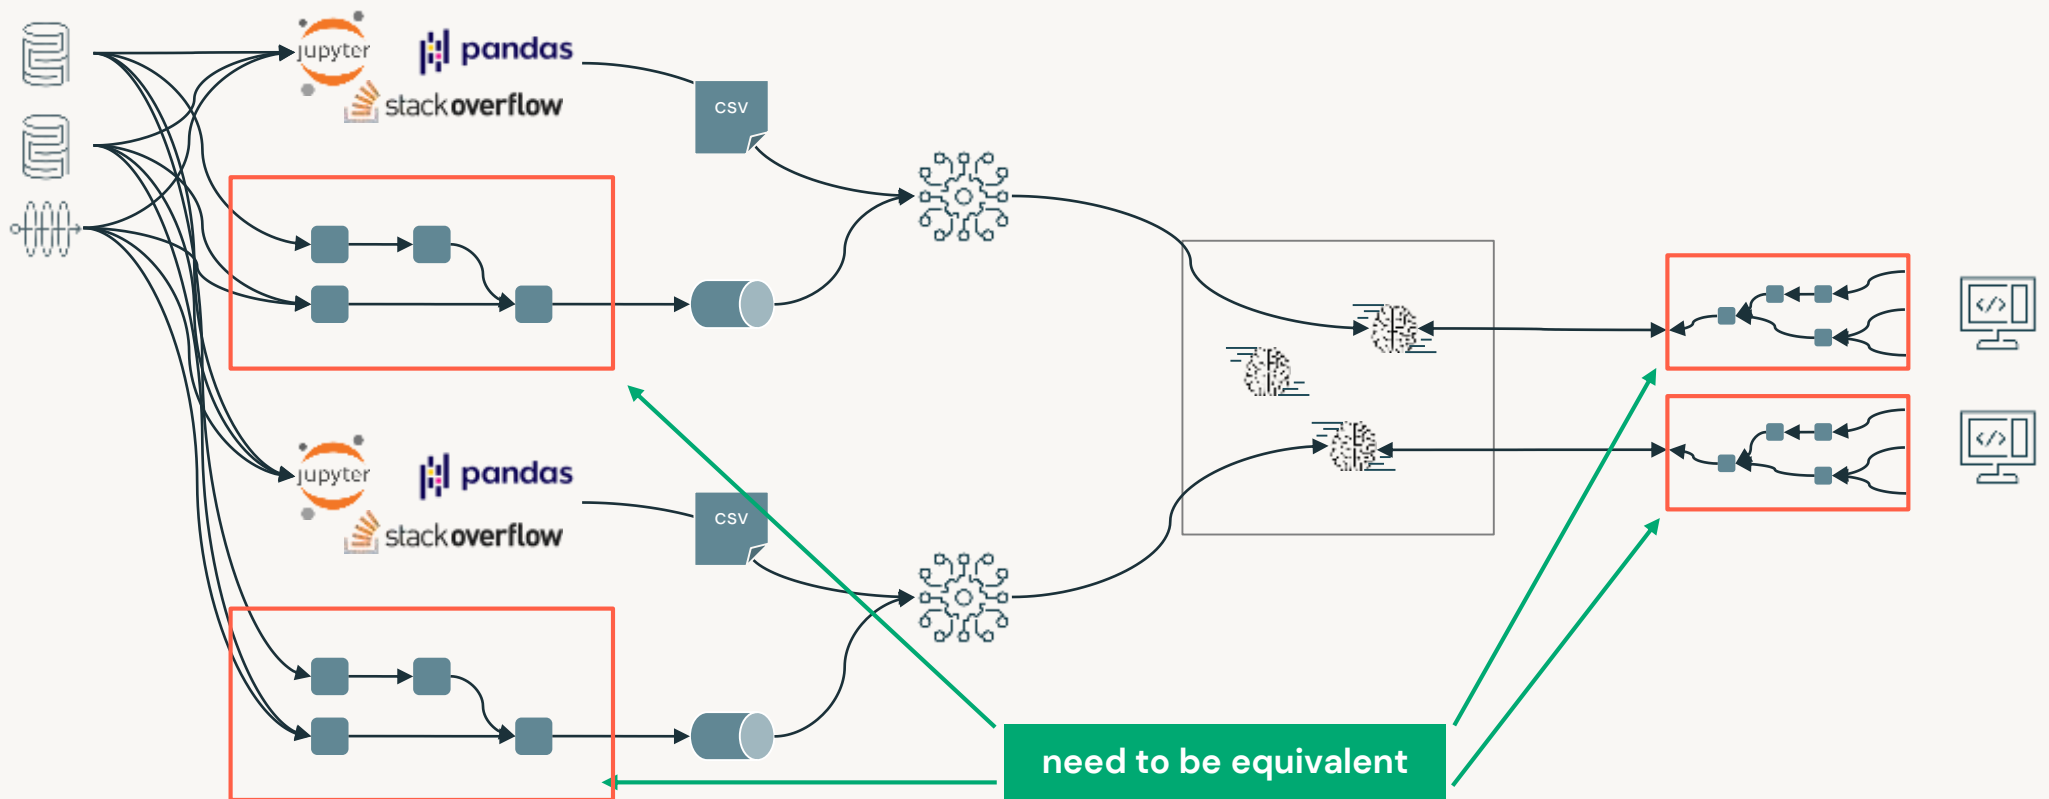 jupyter
pandas
stackoverflow
CSV
</>
</>
jupyter
pandas
stackoverflow
CSV
need to be equivalent